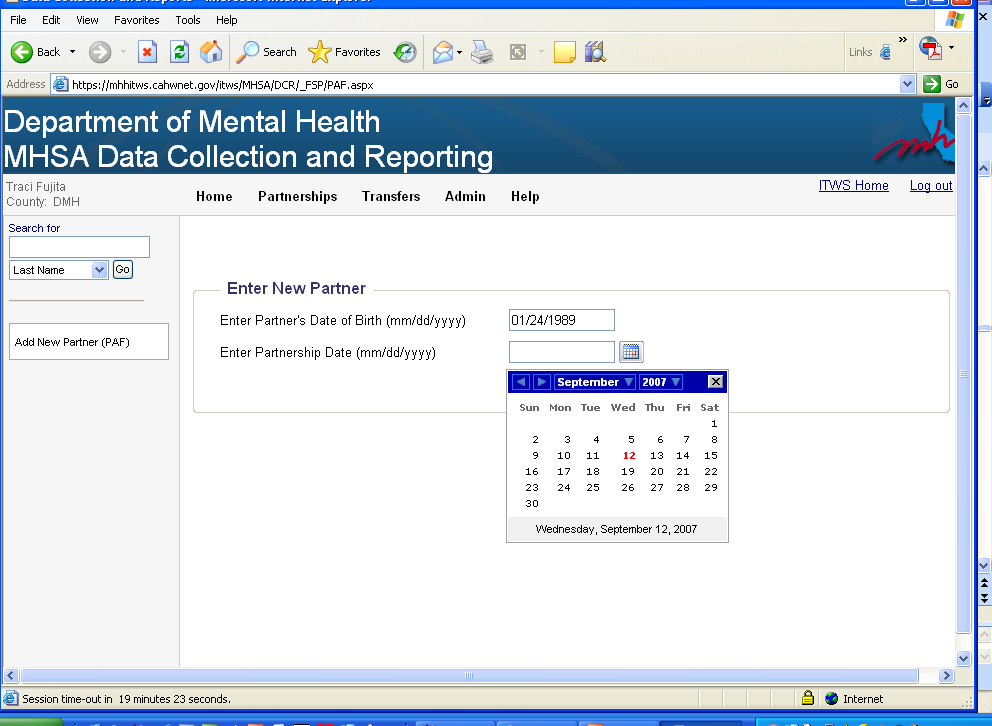 File Edit View Favorites Tools Help
Back Search Favorites Links »
Address https://mhhitws.cahwnet.gov/itws/MHSA/DCR/_FSP/PAF.aspx Go
Department of Mental Health
MHSA Data Collection and Reporting
mh
Traci Fujita
County: DMH
Home Partnerships Transfers Admin Help
ITWS Home Log out
Search for
Last Name Go
Add New Partner (PAF)
Enter New Partner
Enter Partner's Date of Birth (mm/dd/yyyy) 01/24/1989
Enter Partnership Date (mm/dd/yyyy)
September 2007
Sun Mon Tue Wed Thu Fri Sat
1
2 3 4 5 6 7 8
9 10 11 12 13 14 15
16 17 18 19 20 21 22
23 24 25 26 27 28 29
30
Wednesday, September 12, 2007
Session time-out in 19 minutes 23 seconds. Internet